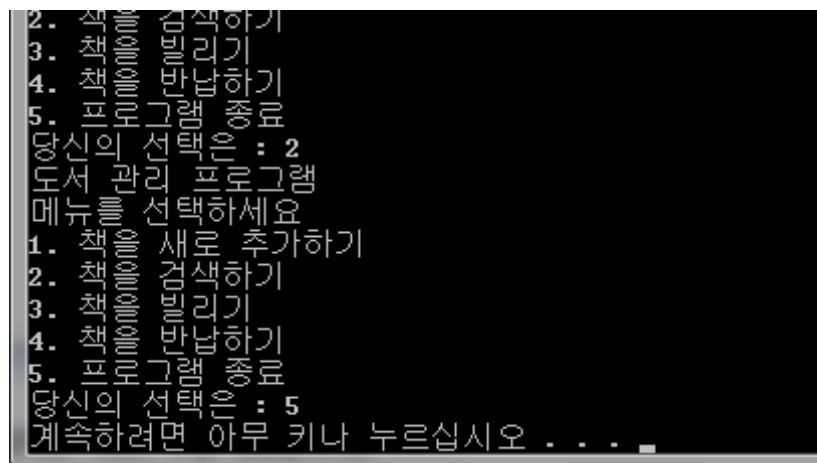 2. 책을 검색하기
3. 책을 빌리기
4. 책을 반납하기
5. 프로그램 종료
당신의 선택은 : 2
도서 관리 프로그램
메뉴를 선택하세요
1. 책을 새로 추가하기
2. 책을 검색하기
3. 책을 빌리기
4. 책을 반납하기
5. 프로그램 종료
당신의 선택은 : 5
계속하려면 아무 키나 누르십시오 . . .